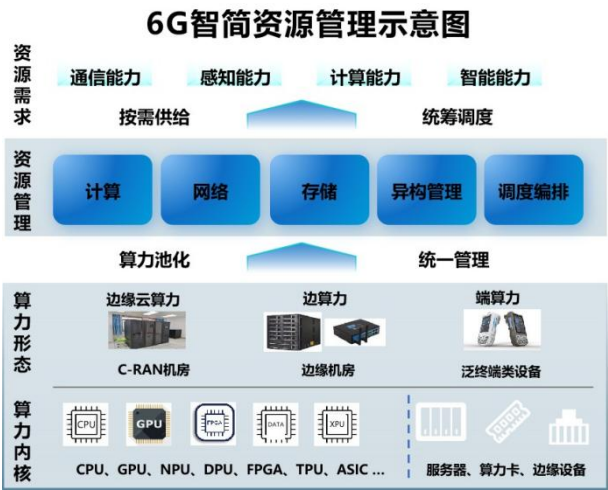 6G智简资源管理示意图
资源需求
通信能力 感知能力 计算能力 智能能力
按需供给 统筹调度
资源管理
计算 网络 存储 异构管理 调度编排
算力池化 统一管理
算力形态
边缘云算力 边算力 端算力
C-RAN机房 边缘机房 泛终端类设备
算力内核
CPU GPU FPGA DATA XPU
CPU、GPU、NPU、DPU、FPGA、TPU、ASIC ... 服务器、算力卡、边缘设备